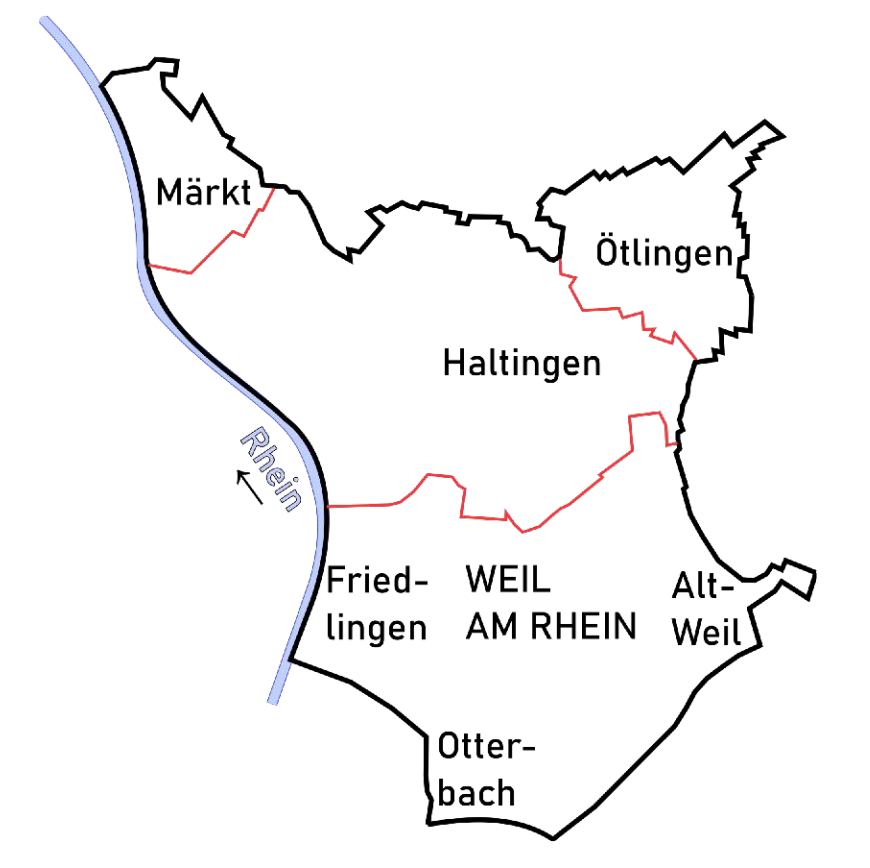 Märkt
Ötlingen
Haltingen
Rhein
Fried-
lingen
WEIL
AM RHEIN
Alt-
Weil
Otter-
bach